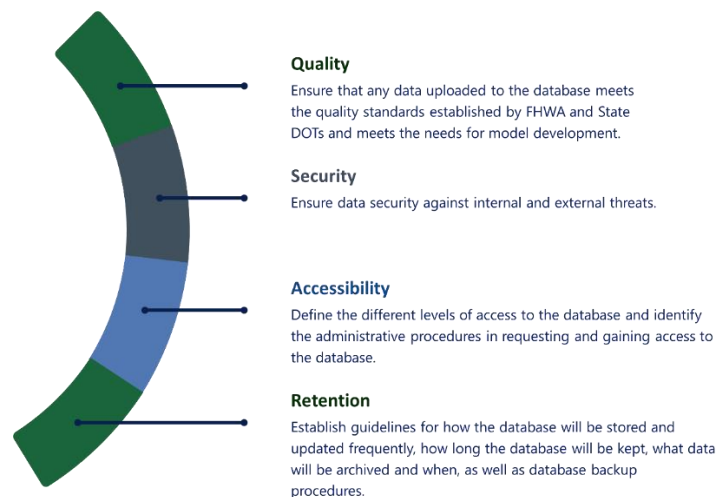 Quality
Ensure that any data uploaded to the database meets
the quality standards established by FHWA and State
DOTs and meets the needs for model development.
Security
Ensure data security against internal and external threats.
Accessibility
Define the different levels of access to the database and identify
the administrative procedures in requesting and gaining access to
the database.
Retention
Establish guidelines for how the database will be stored and
updated frequently, how long the database will be kept, what data
will be archived and when, as well as database backup
procedures.